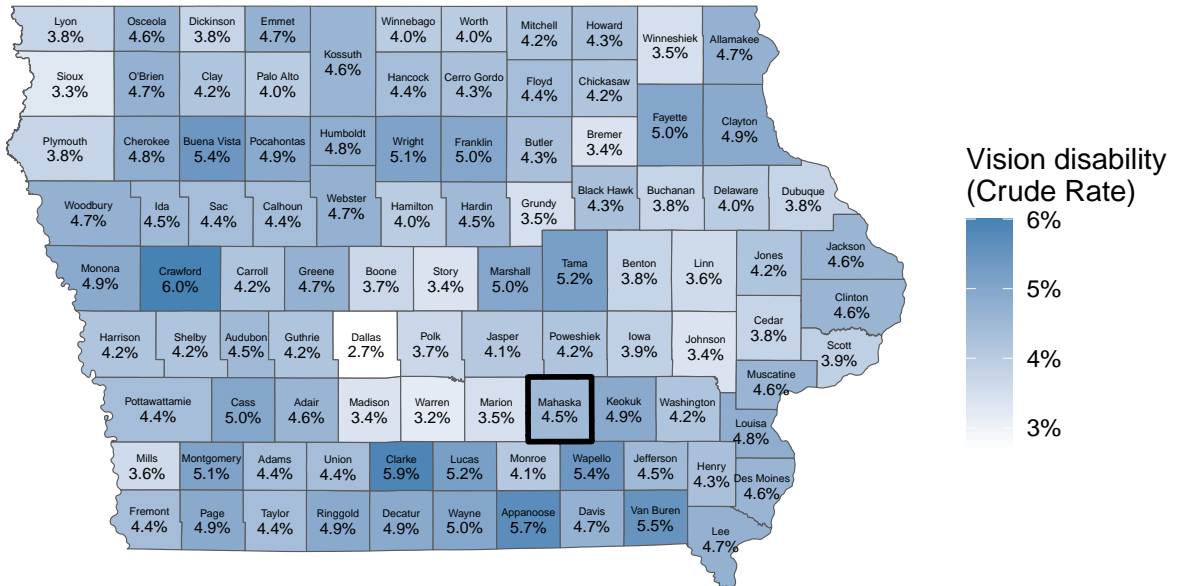 Lyon
3.8%
Osceola
4.6%
Dickinson
3.8%
Emmet
4.7%
Kossuth
4.6%
Winnebago
4.0%
Worth
4.0%
Mitchell
4.2%
Howard
4.3%
Winneshiek
3.5%
Allamakee
4.7%
Sioux
3.3%
O'Brien
4.7%
Clay
4.2%
Palo Alto
4.0%
Hancock
4.4%
Cerro Gordo
4.3%
Floyd
4.4%
Chickasaw
4.2%
Fayette
5.0%
Clayton
4.9%
Plymouth
3.8%
Cherokee
4.8%
Buena Vista
5.4%
Pocahontas
4.9%
Humboldt
4.8%
Wright
5.1%
Franklin
5.0%
Butler
4.3%
Bremer
3.4%
Woodbury
4.7%
Ida
4.5%
Sac
4.4%
Calhoun
4.4%
Webster
4.7%
Hamilton
4.0%
Hardin
4.5%
Grundy
3.5%
Black Hawk
4.3%
Buchanan
3.8%
Delaware
4.0%
Dubuque
3.8%
Monona
4.9%
Crawford
6.0%
Carroll
4.2%
Greene
4.7%
Boone
3.7%
Story
3.4%
Marshall
5.0%
Tama
5.2%
Benton
3.8%
Linn
3.6%
Jones
4.2%
Jackson
4.6%
Clinton
4.6%
Harrison
4.2%
Shelby
4.2%
Audubon
4.5%
Guthrie
4.2%
Dallas
2.7%
Polk
3.7%
Jasper
4.1%
Poweshiek
4.2%
Iowa
3.9%
Johnson
3.4%
Cedar
3.8%
Scott
3.9%
Muscatine
4.6%
Pottawattamie
4.4%
Cass
5.0%
Adair
4.6%
Madison
3.4%
Warren
3.2%
Marion
3.5%
Mahaska
4.5%
Keokuk
4.9%
Washington
4.2%
Louisa
4.8%
Mills
3.6%
Montgomery
5.1%
Adams
4.4%
Union
4.4%
Clarke
5.9%
Lucas
5.2%
Monroe
4.1%
Wapello
5.4%
Jefferson
4.5%
Henry
4.3%
Des Moines
4.6%
Fremont
4.4%
Page
4.9%
Taylor
4.4%
Ringgold
4.9%
Decatur
4.9%
Wayne
5.0%
Appanoose
5.7%
Davis
4.7%
Van Buren
5.5%
Lee
4.7%
Vision disability
(Crude Rate)
6%
5%
4%
3%